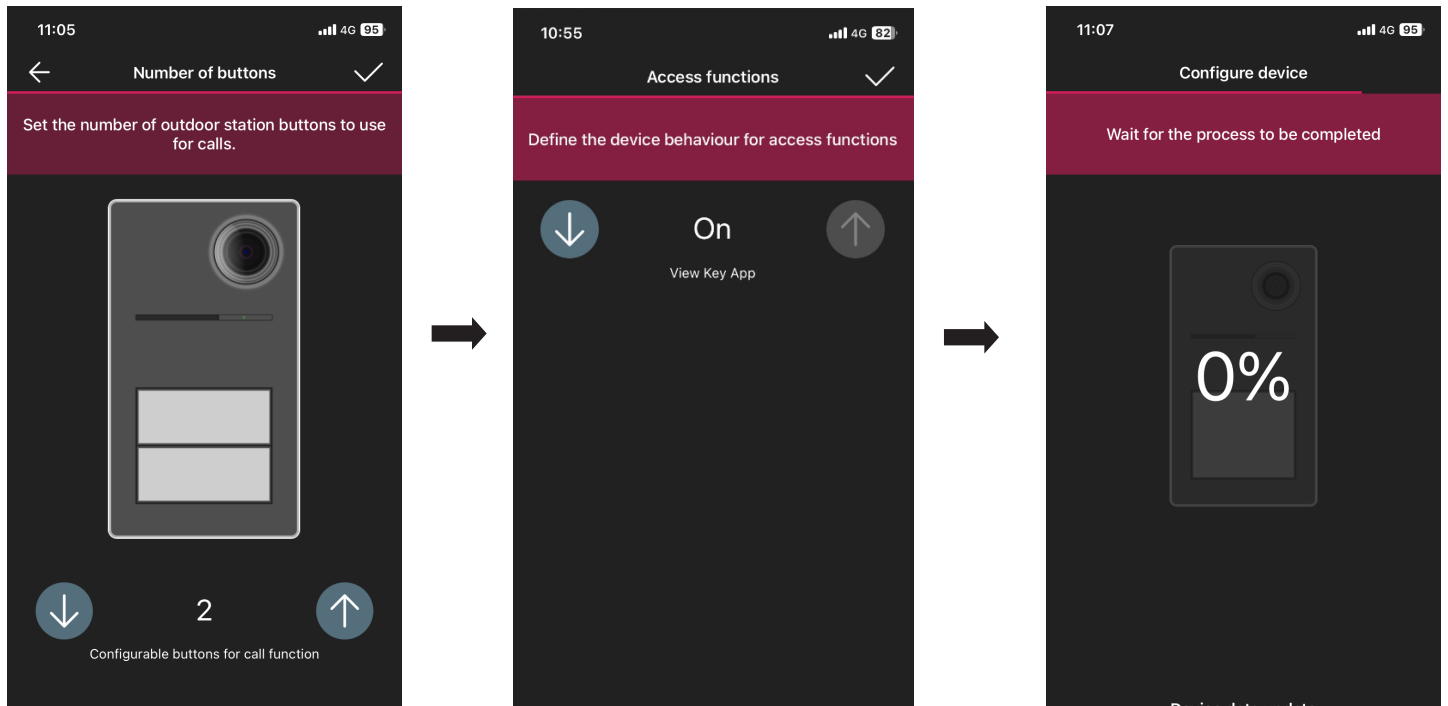 11:05
4G 95
Number of buttons
Set the number of outdoor station buttons to use
for calls.
2
Configurable buttons for call function
10:55
4G 82
Access functions
Define the device behaviour for access functions
On
View Key App
11:07
4G 95
Configure device
Wait for the process to be completed
0%